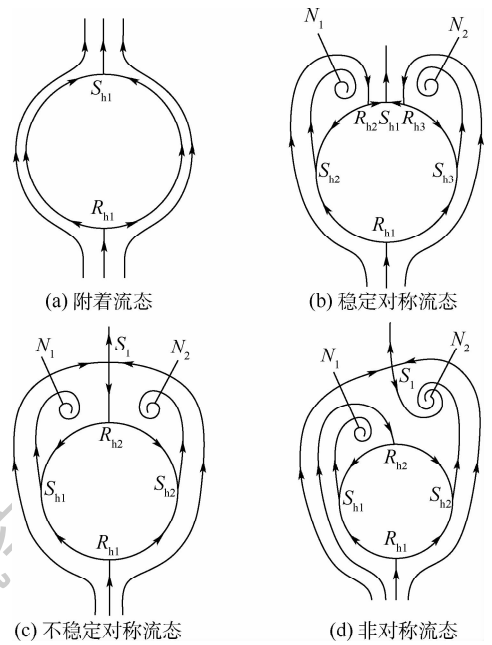 S_h1
R_h1
(a) 附着流态
N_1
N_2
R_h2 S_h1 R_h3
S_h2
S_h3
R_h1
(b) 稳定对称流态
N_1
S_1
N_2
R_h2
S_h1
S_h2
R_h1
(c) 不稳定对称流态
N_1
N_2
S_1
R_h2
S_h1
S_h2
R_h1
(d) 非对称流态